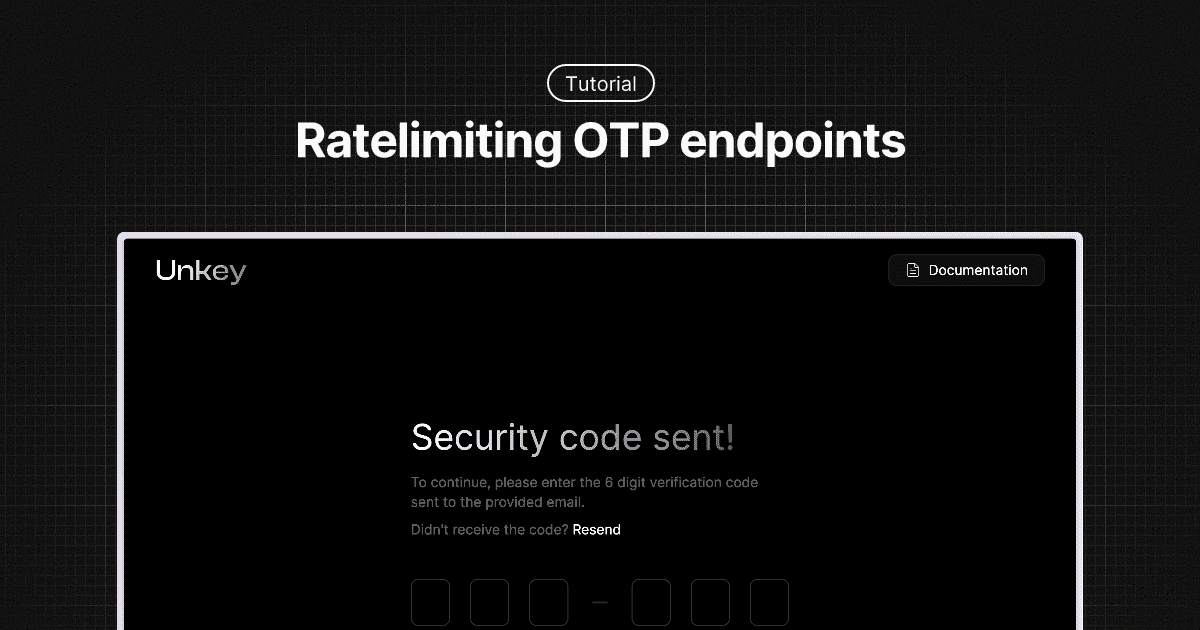 Tutorial
Ratelimiting OTP endpoints
Unkey
Documentation
Security code sent!
To continue, please enter the 6 digit verification code
sent to the provided email.
Didn't receive the code? Resend